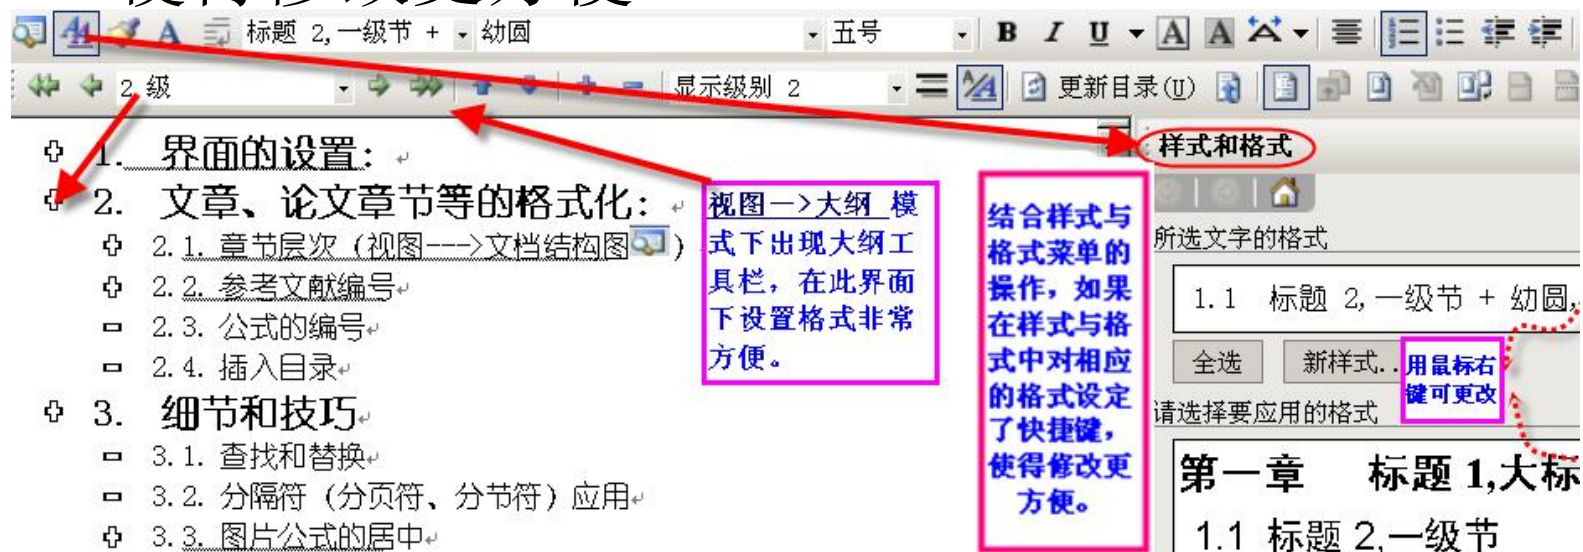 使得修改更方便
标题 2,一级节 + 幼圆 五号 B I U A A
2 级 显示级别 2 更新目录(U)
样式和格式
1. 界面的设置:
2. 文章、论文章节等的格式化:
2.1. 章节层次 (视图--->文档结构图)
2.2. 参考文献编号
2.3. 公式的编号
2.4. 插入目录
3. 细节和技巧
3.1. 查找和替换
3.2. 分隔符 (分页符、分节符) 应用
3.3. 图片公式的居中
视图—>大纲 模
式下出现大纲工
具栏,在此界面
下设置格式非常
方便。
结合样式与
格式菜单的
操作,如果
在样式与格
式中对相应
的格式设定
了快捷键,
使得修改更
方便。
所选文字的格式
1.1 标题 2,一级节 + 幼圆,
全选 新样式..
用鼠标右
键可更改
请选择要应用的格式
第一章 标题 1,大标
1.1 标题 2,一级节